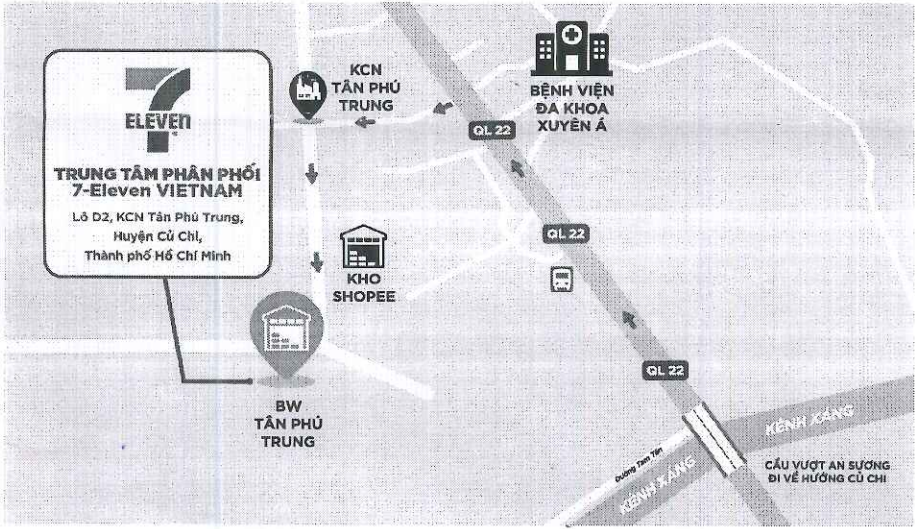 7
ELEVEn
TRUNG TÂM PHÂN PHỐI
7-Eleven VIETNAM
Lô D2, KCN Tân Phú Trung,
Huyện Củ Chi,
Thành phố Hồ Chí Minh
KCN
TÂN PHÚ
TRUNG
BỆNH VIỆN
ĐA KHOA
XUYÊN Á
QL 22
QL 22
KHO
SHOPEE
QL 22
BW
TÂN PHÚ
TRUNG
KÊNH XÁNG
Đường Tam Tân
KÊNH XÁNG
CẦU VƯỢT AN SƯƠNG
ĐI VỀ HƯỚNG CỦ CHI